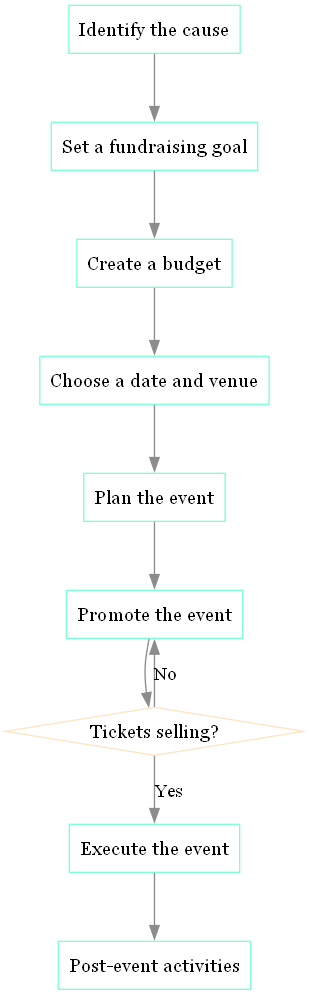 Identify the cause
Set a fundraising goal
Create a budget
Choose a date and venue
Plan the event
Promote the event
No
Tickets selling?
Yes
Execute the event
Post-event activities